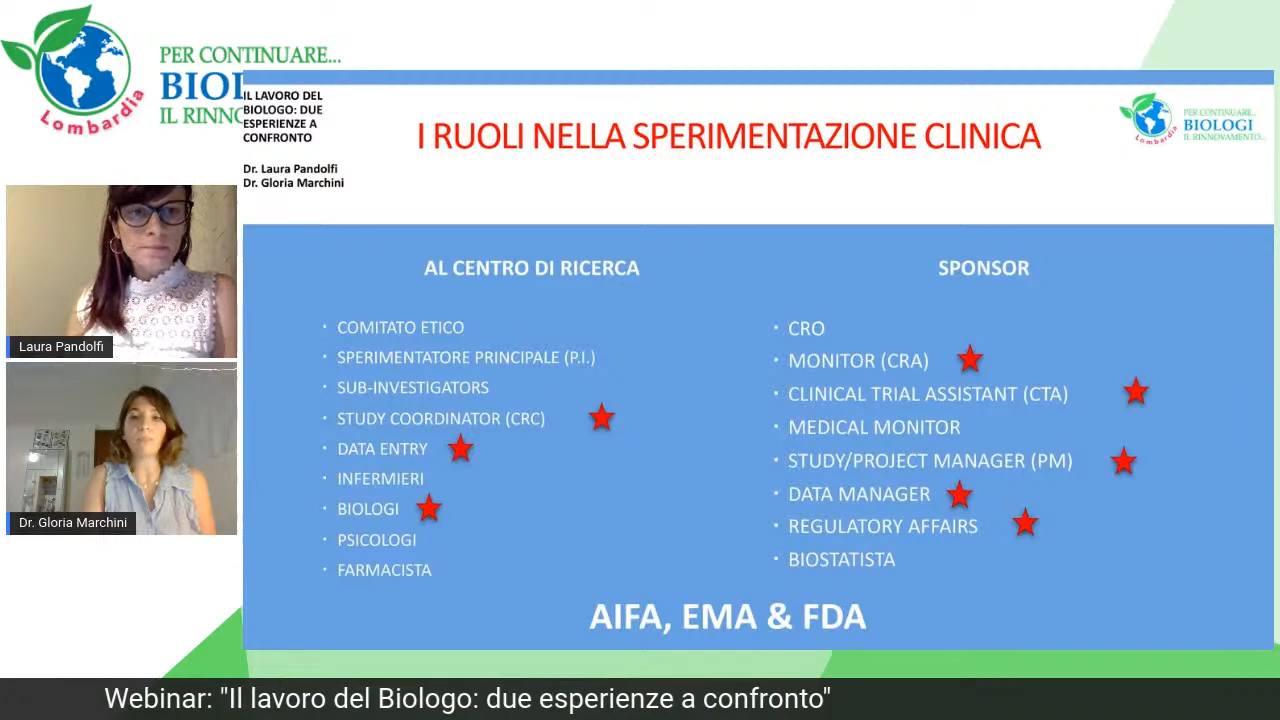 PER CONTINUARE...
BIOL
IL RINNO
Lombardia
IL LAVORO DEL
BIOLOGO: DUE
ESPERIENZE A
CONFRONTO
Dr. Laura Pandolfi
Dr. Gloria Marchini
I RUOLI NELLA SPERIMENTAZIONE CLINICA
PER CONTINUARE...
BIOLOGI
IL RINNOVAMENTO...
Lombardia
AL CENTRO DI RICERCA
· COMITATO ETICO
· SPERIMENTATORE PRINCIPALE (P.I.)
· SUB-INVESTIGATORS
· STUDY COORDINATOR (CRC)
· DATA ENTRY
· INFERMIERI
· BIOLOGI
· PSICOLOGI
· FARMACISTA
SPONSOR
· CRO
· MONITOR (CRA)
· CLINICAL TRIAL ASSISTANT (CTA)
· MEDICAL MONITOR
· STUDY/PROJECT MANAGER (PM)
· DATA MANAGER
· REGULATORY AFFAIRS
· BIOSTATISTA
AIFA, EMA & FDA
Laura Pandolfi
Dr. Gloria Marchini
Webinar: "Il lavoro del Biologo: due esperienze a confronto"